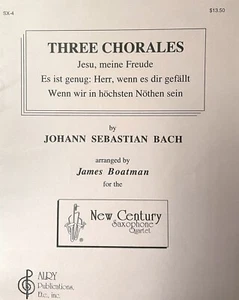 SX-4
$13.50
THREE CHORALES
Jesu, meine Freude
Es ist genug: Herr, wenn es dir gefällt
Wenn wir in höchsten Nöthen sein
by
JOHANN SEBASTIAN BACH
arranged by
James Boatman
for the
New Century
Saxophone
Quartet
Publications,
Etc., inc.